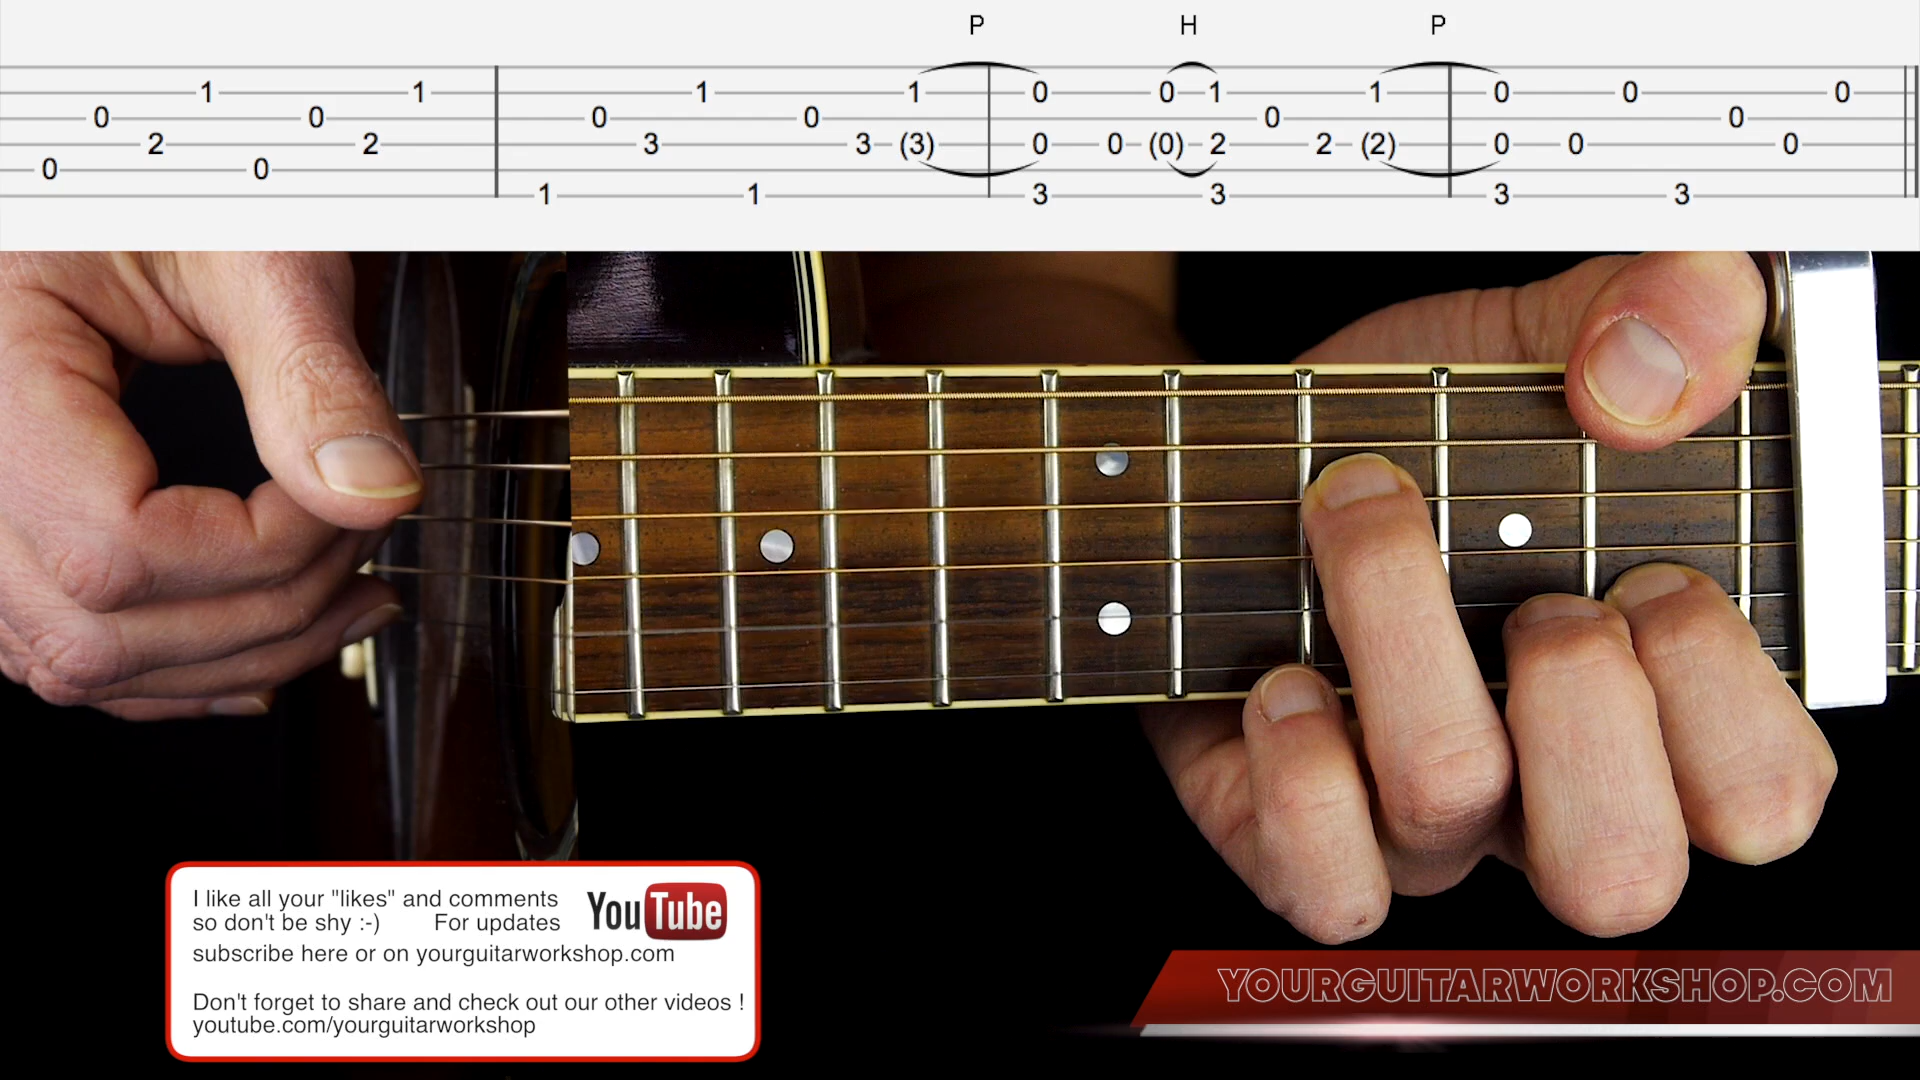 P H P
1 1 1 1 0 0 1 1 0 0 0
0 0 0 0 0 0
2 2 3 3 (3) 0 0 (0) 2 2 (2) 0 0 0
0 0
1 1 3 3 3 3
I like all your "likes" and comments
so don't be shy :-) For updates
subscribe here or on yourguitarworkshop.com
YouTube
Don't forget to share and check out our other videos !
youtube.com/yourguitarworkshop
YOURGUITARWORKSHOP.COM